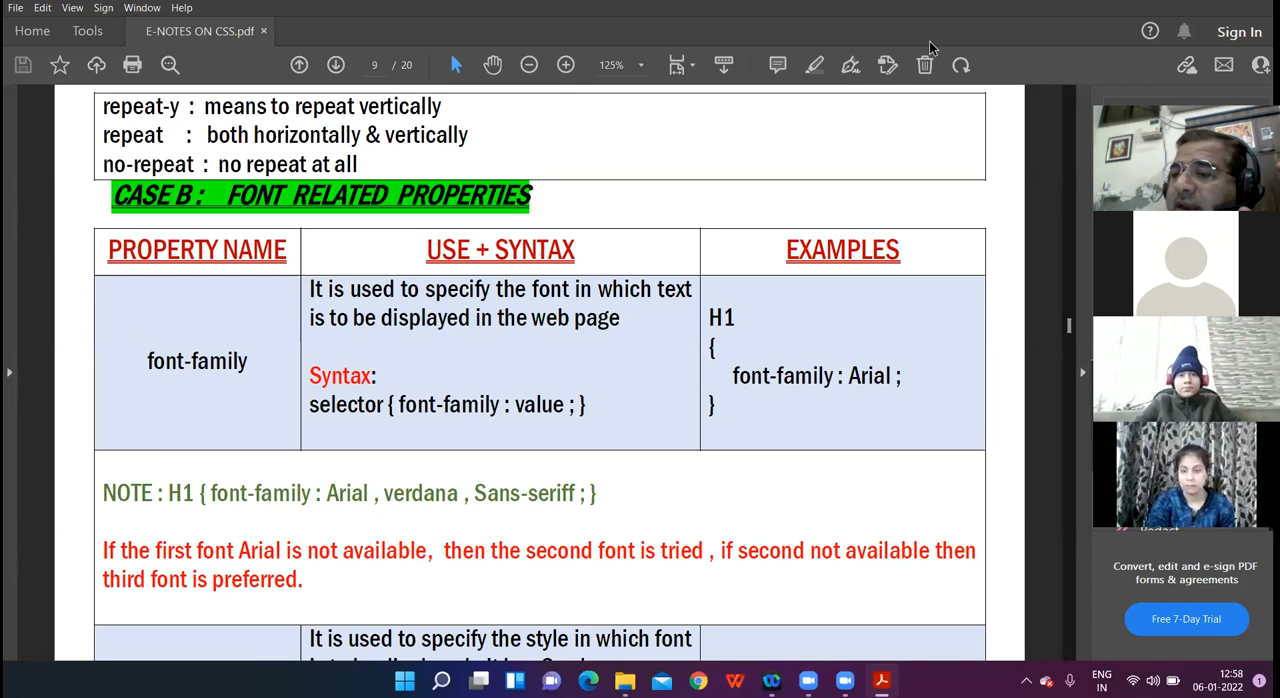 File Edit View Sign Window Help
Home Tools E-NOTES ON CSS.pdf × Sign In
9 / 20 125%
repeat-y : means to repeat vertically
repeat : both horizontally & vertically
no-repeat : no repeat at all
CASE B : FONT RELATED PROPERTIES
PROPERTY NAME USE + SYNTAX EXAMPLES
It is used to specify the font in which text
is to be displayed in the web page
font-family
Syntax:
selector { font-family : value ; }
H1
{
font-family : Arial ;
}
NOTE : H1 { font-family : Arial , verdana , Sans-seriff ; }
If the first font Arial is not available, then the second font is tried , if second not available then
third font is preferred.
It is used to specify the style in which font
Convert, edit and e-sign PDF
forms & agreements
Free 7-Day Trial
ENG
IN
12:58
06-01-2022
1